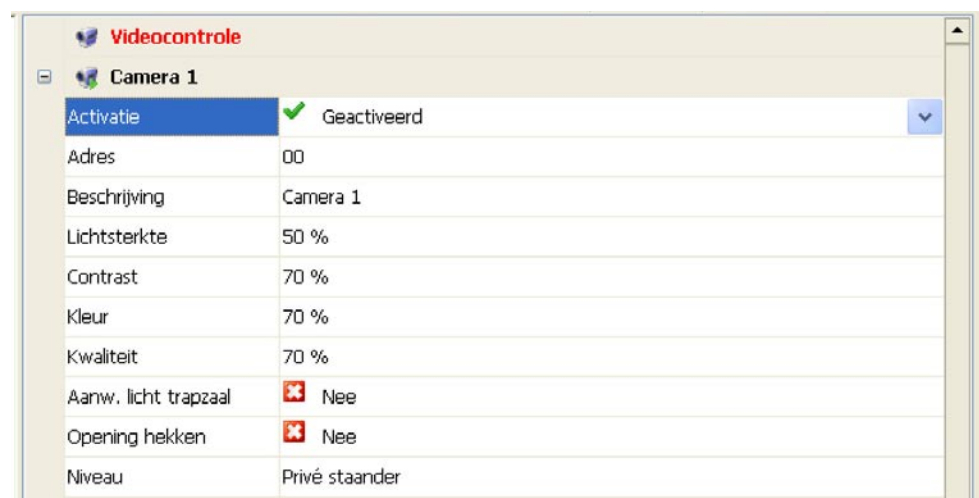 Videocontrole
Camera 1
Activatie Geactiveerd
Adres 00
Beschrijving Camera 1
Lichtsterkte 50 %
Contrast 70 %
Kleur 70 %
Kwaliteit 70 %
Aanw. licht trapzaal Nee
Opening hekken Nee
Niveau Privé staander